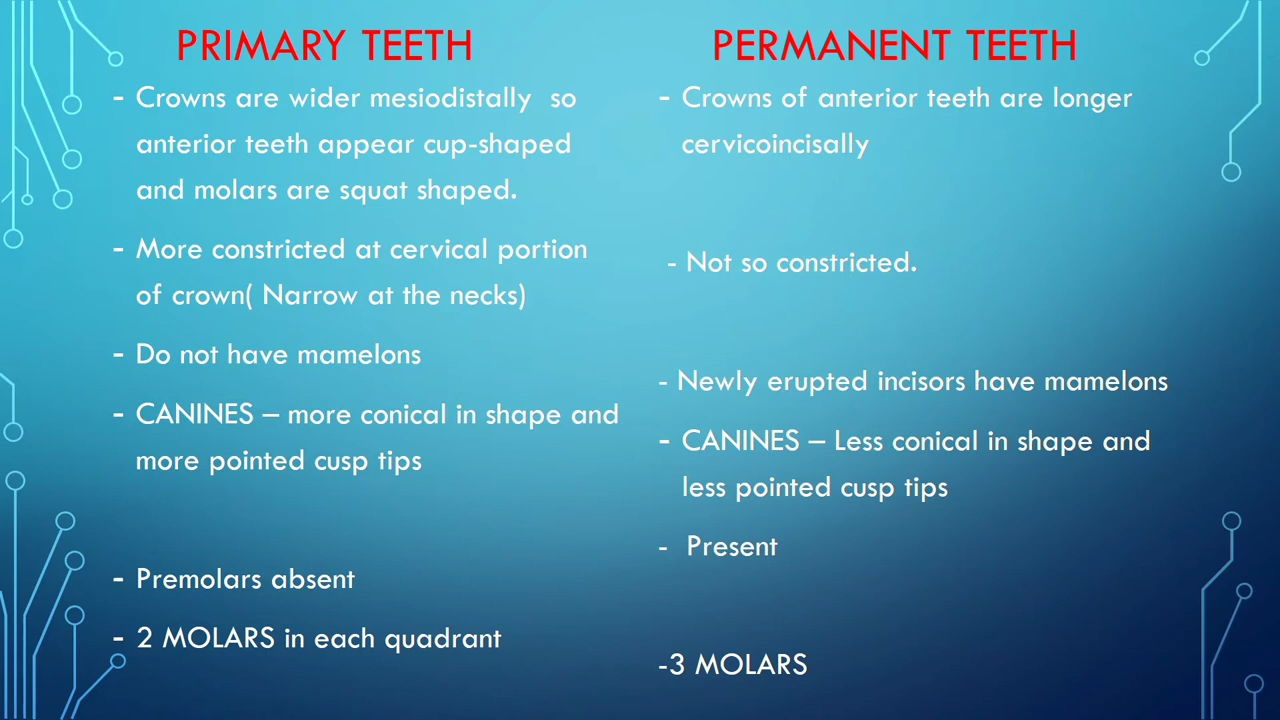 PRIMARY TEETH
- Crowns are wider mesiodistally so
anterior teeth appear cup-shaped
and molars are squat shaped.
- More constricted at cervical portion
of crown( Narrow at the necks)
- Do not have mamelons
- CANINES – more conical in shape and
more pointed cusp tips
- Premolars absent
- 2 MOLARS in each quadrant
PERMANENT TEETH
- Crowns of anterior teeth are longer
cervicoincisally
- Not so constricted.
- Newly erupted incisors have mamelons
- CANINES – Less conical in shape and
less pointed cusp tips
- Present
-3 MOLARS